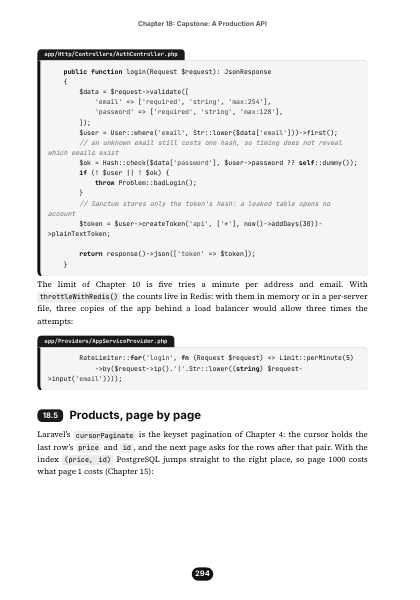 Chapter 18: Capstone: A Production API
app/Http/Controllers/AuthController.php
public function login(Request $request): JsonResponse
{
$data = $request->validate([
'email' => ['required', 'string', 'max:254'],
'password' => ['required', 'string', 'max:128'],
]);
$user = User::where('email', Str::lower($data['email']))->first();
// an unknown email still costs one hash, so timing does not reveal
which emails exist
$ok = Hash::check($data['password'], $user->password ?? self::dummy());
if (! $user || ! $ok) {
throw Problem::badLogin();
}
// Sanctum stores only the token's hash: a leaked table opens no
account
$token = $user->createToken('api', ['*'], now()->addDays(30))-
>plainTextToken;
return response()->json(['token' => $token]);
}
The limit of Chapter 10 is five tries a minute per address and email. With
throttleWithRedis() the counts live in Redis: with them in memory or in a per-server
file, three copies of the app behind a load balancer would allow three times the
attempts:
app/Providers/AppServiceProvider.php
RateLimiter::for('login', fn (Request $request) => Limit::perMinute(5)
->by($request->ip().'|'.Str::lower((string) $request-
>input('email'))));
18.5 Products, page by page
Laravel's cursorPaginate is the keyset pagination of Chapter 4: the cursor holds the
last row's price and id, and the next page asks for the rows after that pair. With the
index (price, id) PostgreSQL jumps straight to the right place, so page 1000 costs
what page 1 costs (Chapter 15):
294